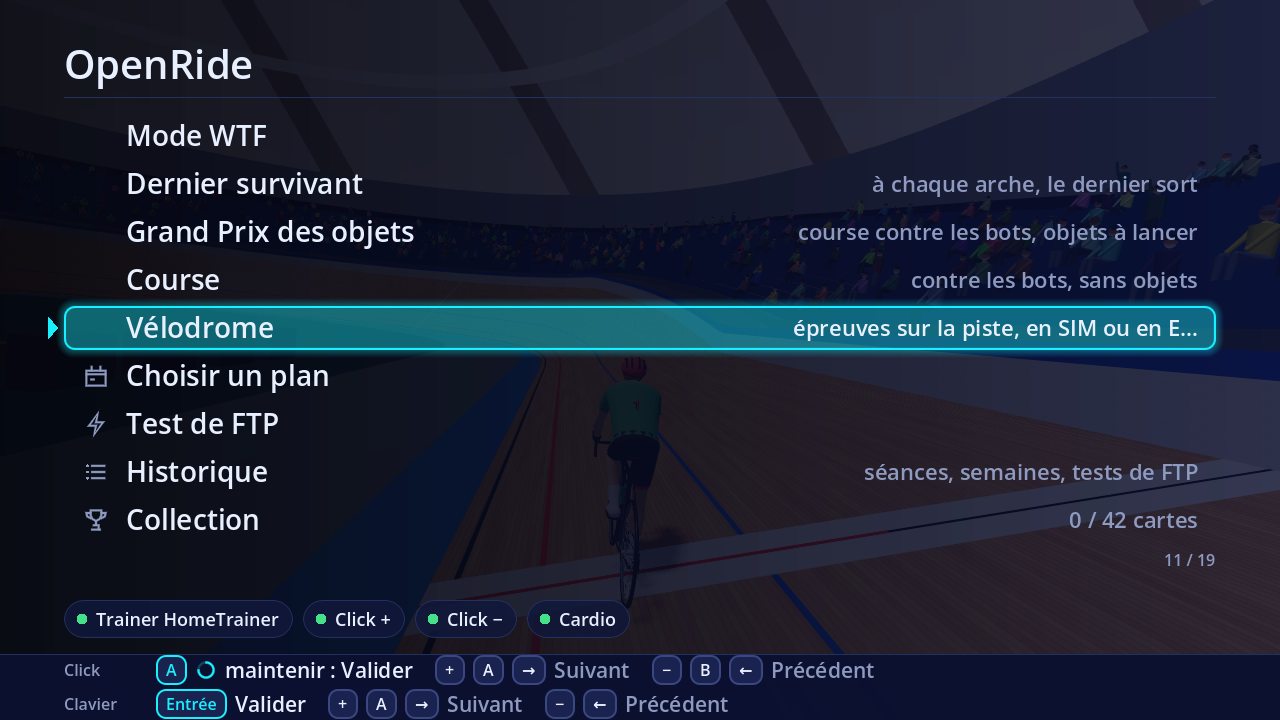 OpenRide
Mode WTF
Dernier survivant à chaque arche, le dernier sort
Grand Prix des objets course contre les bots, objets à lancer
Course contre les bots, sans objets
Vélodrome épreuves sur la piste, en SIM ou en E…
Choisir un plan
Test de FTP
Historique séances, semaines, tests de FTP
Collection 0 / 42 cartes
11 / 19
Trainer HomeTrainer Click + Click − Cardio
Click A maintenir : Valider + A → Suivant − B ← Précédent
Clavier Entrée Valider + A → Suivant − ← Précédent